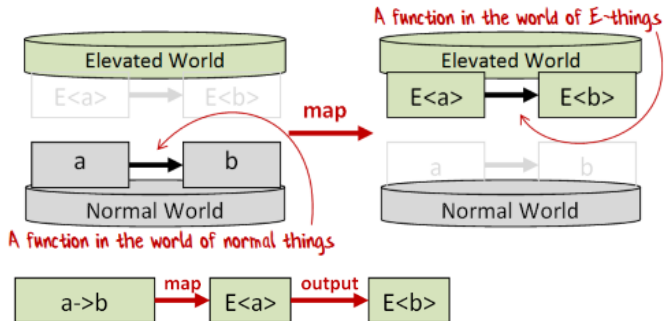 A function in the world of E-things
Elevated World
Elevated World
E<a>
E<b>
E<a>
E<b>
map
a
b
a
b
Normal World
Normal World
A function in the world of normal things
a->b
map
E<a>
output
E<b>